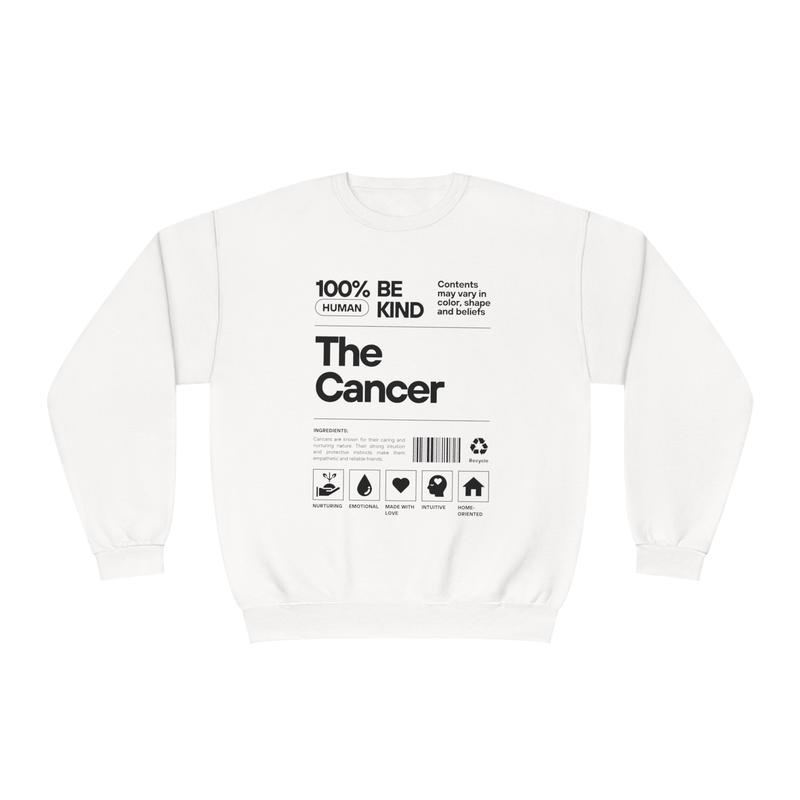 100% BE
HUMAN KIND
Contents
may vary in
color, shape
and beliefs
The
Cancer
INGREDIENTS:
Cancers are known for their caring and
nurturing nature. Their strong intuition
and protective instincts make them
empathetic and reliable friends.
Recycle
NURTURING
EMOTIONAL
MADE WITH
LOVE
INTUITIVE
HOME-
ORIENTED